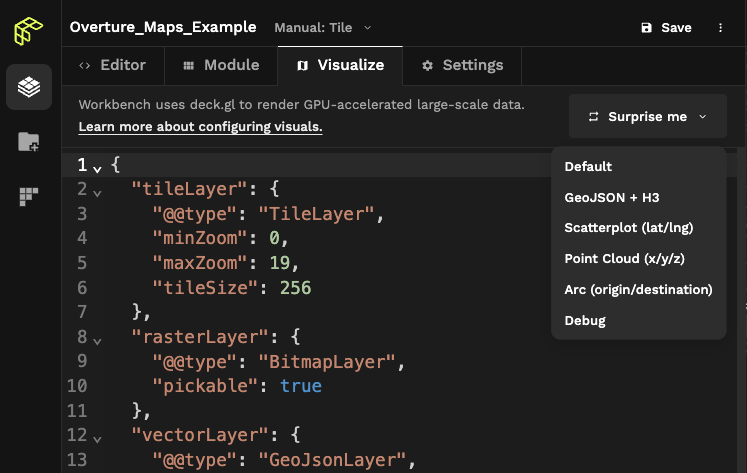 Overture_Maps_Example Manual: Tile Save
Editor Module Visualize Settings
Workbench uses deck.gl to render GPU-accelerated large-scale data.
Learn more about configuring visuals.
Surprise me
Default
GeoJSON + H3
Scatterplot (lat/lng)
Point Cloud (x/y/z)
Arc (origin/destination)
Debug
1 {
2 "tileLayer": {
3 "@@type": "TileLayer",
4 "minZoom": 0,
5 "maxZoom": 19,
6 "tileSize": 256
7 },
8 "rasterLayer": {
9 "@@type": "BitmapLayer",
10 "pickable": true
11 },
12 "vectorLayer": {
13 "@@type": "GeoJsonLayer",